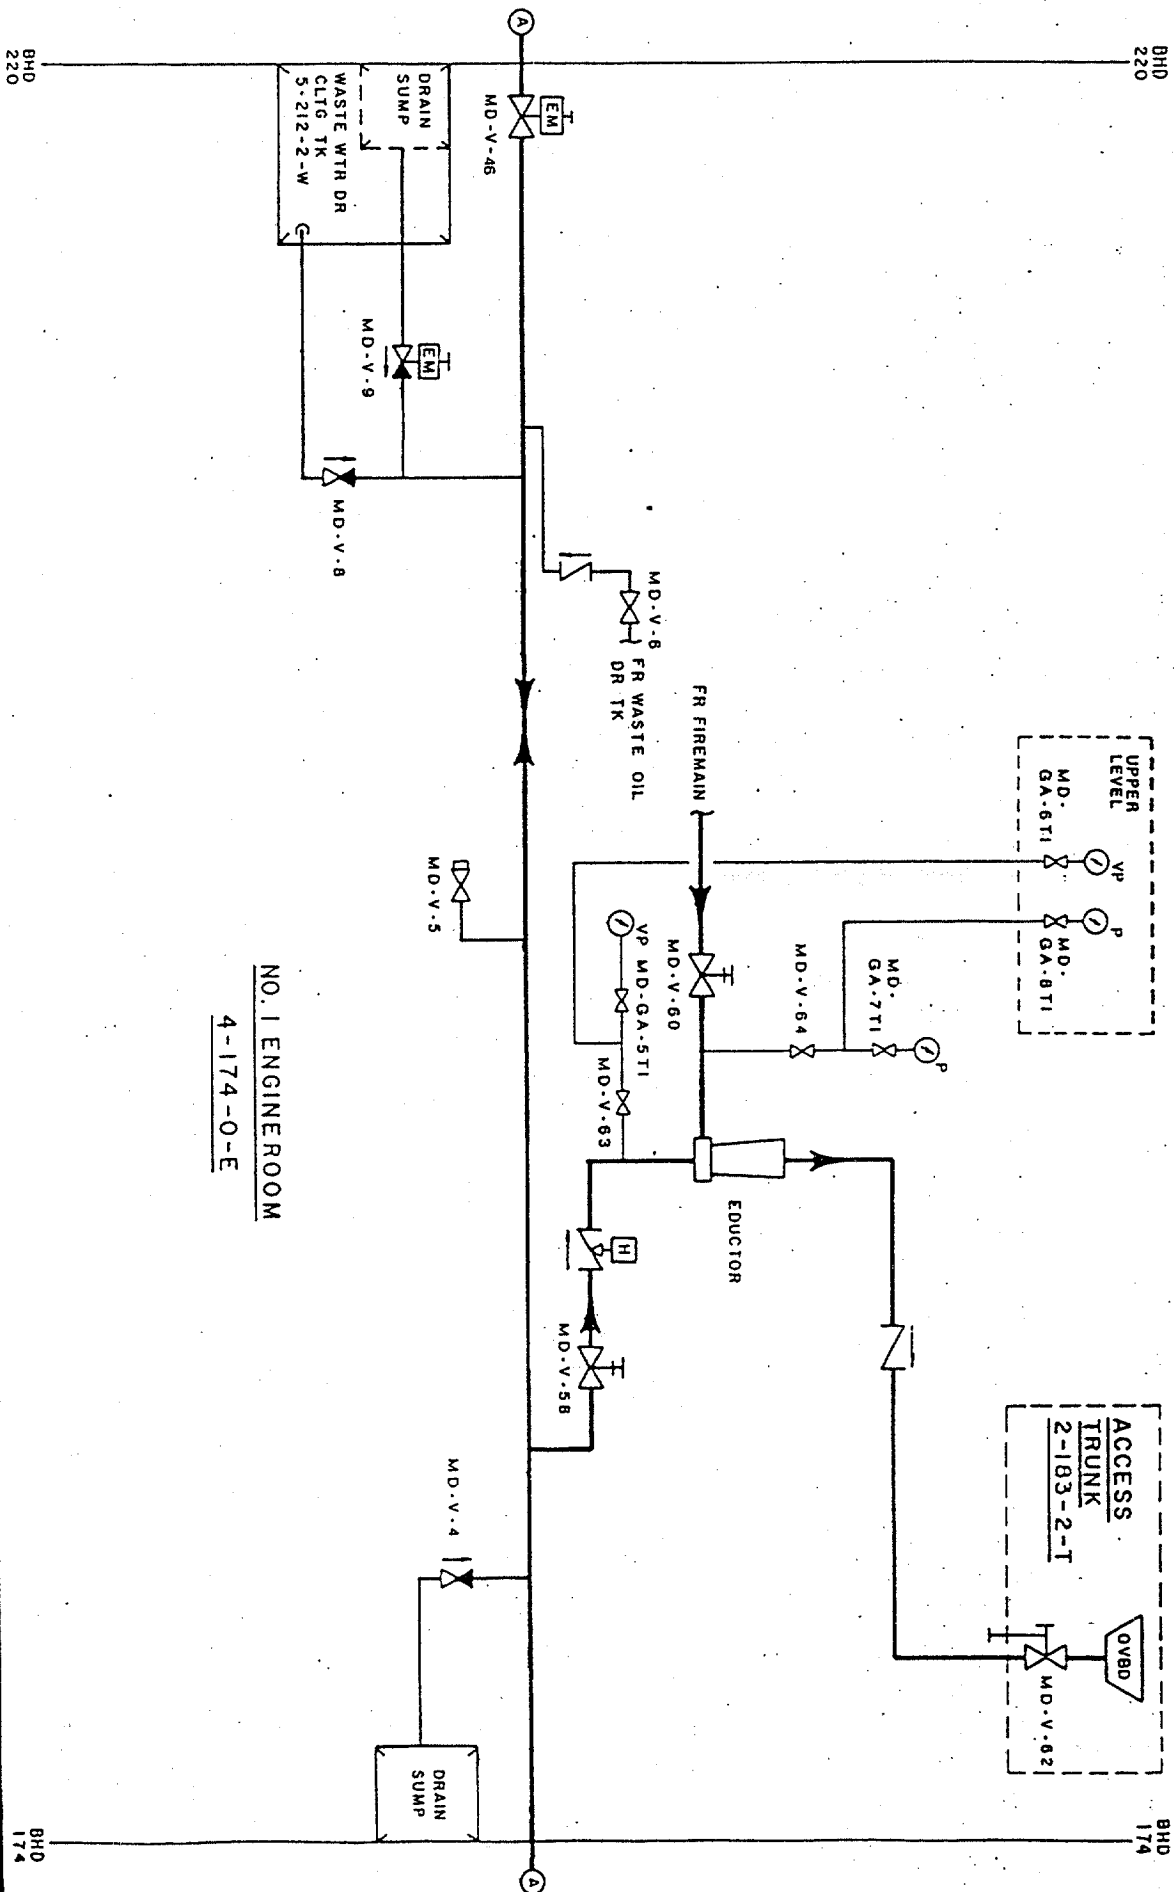 BHD
220
A
BHD
220
DRAIN
SUMP
WASTE WTR DR
CLTG TK
5-212-2-W
EM
MD-V-46
EM
MD-V-9
MD-V-8
MD-V-6
FR WASTE OIL
DR TK
FR FIREMAIN
UPPER
LEVEL
MD-
GA-6TI
VP
MD-
GA-8TI
P
MD-
GA-7TI
P
MD-V-64
MD-V-60
VP MD-GA-5TI
MD-V-63
MD-V-5
EDUCTOR
H
MD-V-58
NO. 1 ENGINEROOM
4-174-0-E
ACCESS
TRUNK
2-183-2-T
OVBD
MD-V-62
MD-V-4
DRAIN
SUMP
BHD
174
A
BHD
174